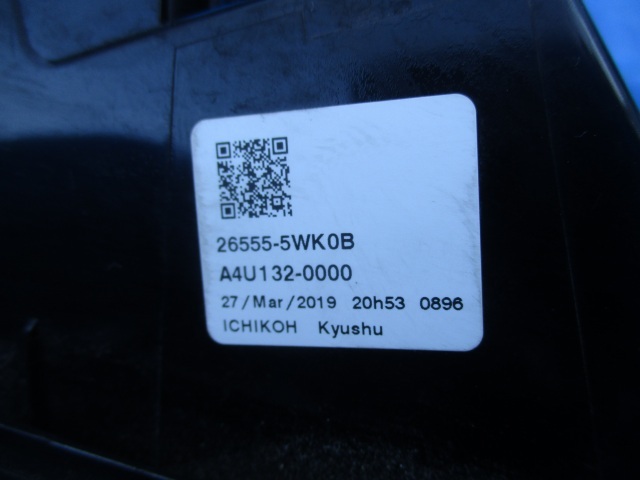 26555-5WK0B
A4U132-0000
27/Mar/2019 20h53 0896
ICHIKOH Kyushu